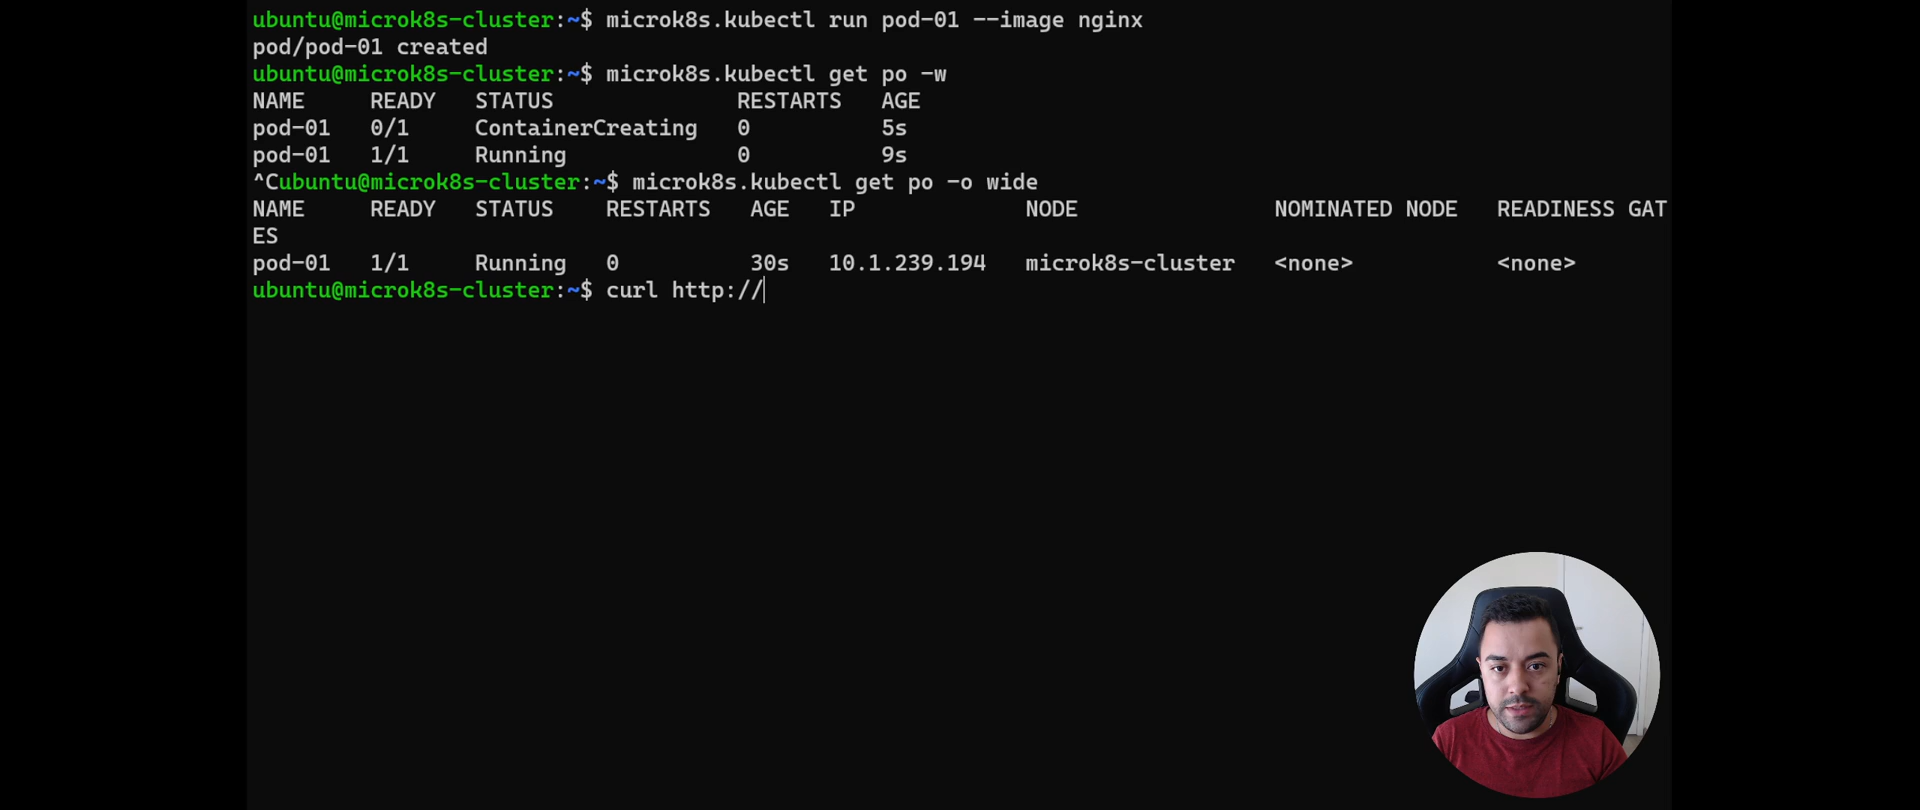 ubuntu@microk8s-cluster:~$ microk8s.kubectl run pod-01 --image nginx
pod/pod-01 created
ubuntu@microk8s-cluster:~$ microk8s.kubectl get po -w
NAME     READY   STATUS              RESTARTS   AGE
pod-01   0/1     ContainerCreating   0          5s
pod-01   1/1     Running             0          9s
^Cubuntu@microk8s-cluster:~$ microk8s.kubectl get po -o wide
NAME     READY   STATUS    RESTARTS   AGE   IP             NODE               NOMINATED NODE   READINESS GAT
ES
pod-01   1/1     Running   0          30s   10.1.239.194   microk8s-cluster   <none>           <none>
ubuntu@microk8s-cluster:~$ curl http://